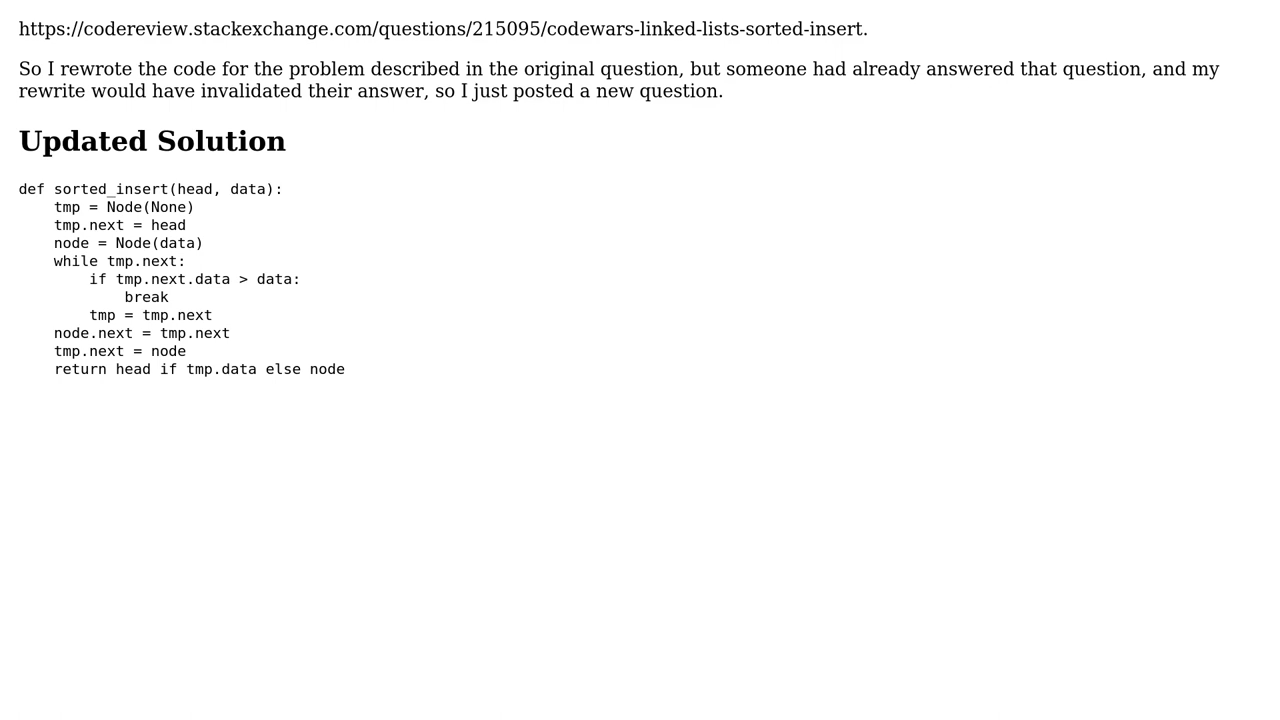 https://codereview.stackexchange.com/questions/215095/codewars-linked-lists-sorted-insert.
So I rewrote the code for the problem described in the original question, but someone had already answered that question, and my
rewrite would have invalidated their answer, so I just posted a new question.
Updated Solution
def sorted_insert(head, data):
    tmp = Node(None)
    tmp.next = head
    node = Node(data)
    while tmp.next:
        if tmp.next.data > data:
            break
        tmp = tmp.next
    node.next = tmp.next
    tmp.next = node
    return head if tmp.data else node